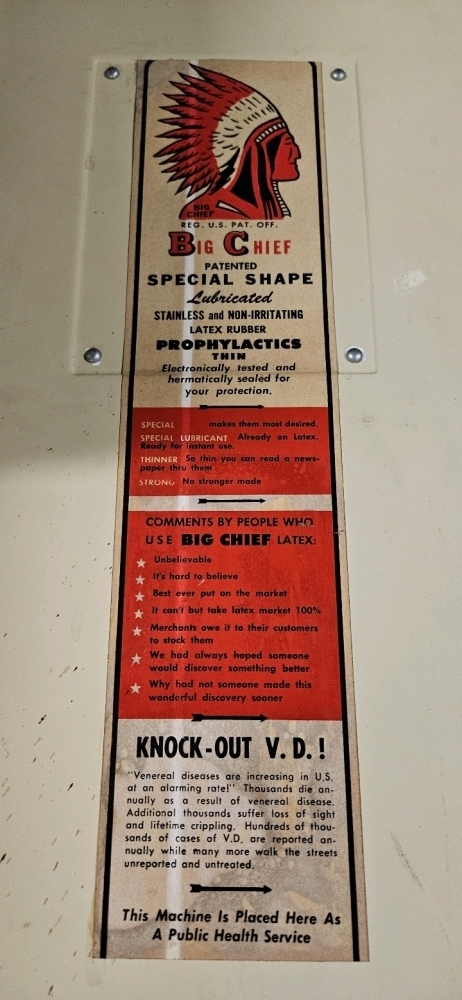 BIG
CHIEF
REG. U.S. PAT. OFF.
BIG CHIEF
PATENTED
SPECIAL SHAPE
Lubricated
STAINLESS and NON-IRRITATING
LATEX RUBBER
PROPHYLACTICS
THIN
Electronically tested and
hermatically sealed for
your protection.
SPECIAL makes them most desired.
SPECIAL LUBRICANT Already on Latex.
Ready for instant use.
THINNER So thin you can read a news-
paper thru them
STRONG No stronger made
COMMENTS BY PEOPLE WHO
USE BIG CHIEF LATEX:
Unbelievable
It's hard to believe
Best ever put on the market
It can't but take latex market 100%
Merchants owe it to their customers
to stock them
We had always hoped someone
would discover something better
Why had not someone made this
wonderful discovery sooner
KNOCK-OUT V.D.!
"Venereal diseases are increasing in U.S.
at an alarming rate!" Thousands die an-
nually as a result of venereal disease.
Additional thousands suffer loss of sight
and lifetime crippling. Hundreds of thou-
sands of cases of V.D. are reported an-
nually while many more walk the streets
unreported and untreated.
This Machine Is Placed Here As
A Public Health Service